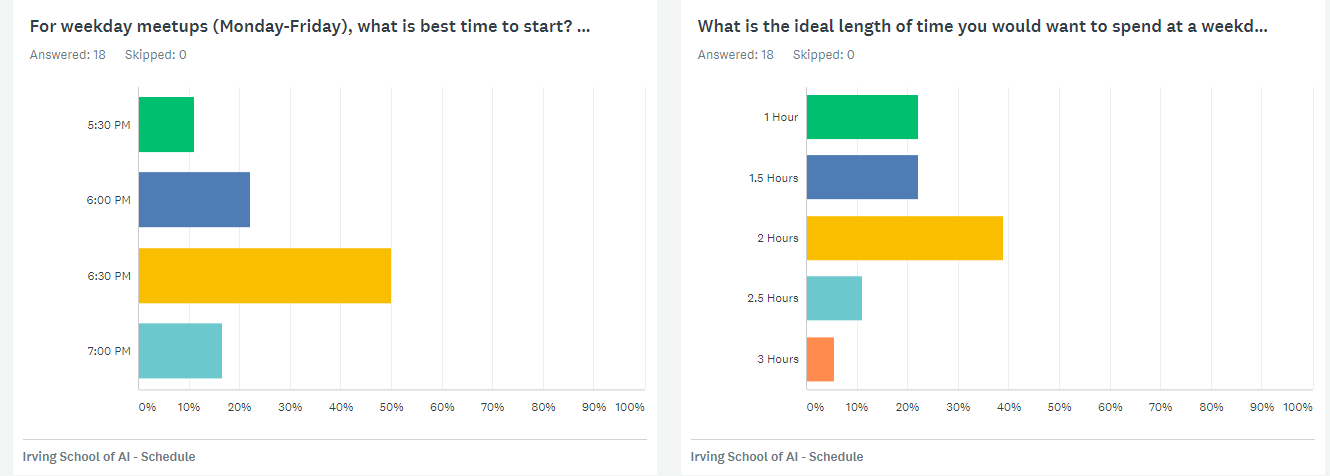 For weekday meetups (Monday-Friday), what is best time to start? ...
Answered: 18 Skipped: 0
5:30 PM
6:00 PM
6:30 PM
7:00 PM
0% 10% 20% 30% 40% 50% 60% 70% 80% 90% 100%
Irving School of AI - Schedule
What is the ideal length of time you would want to spend at a weekd...
Answered: 18 Skipped: 0
1 Hour
1.5 Hours
2 Hours
2.5 Hours
3 Hours
0% 10% 20% 30% 40% 50% 60% 70% 80% 90% 100%
Irving School of AI - Schedule